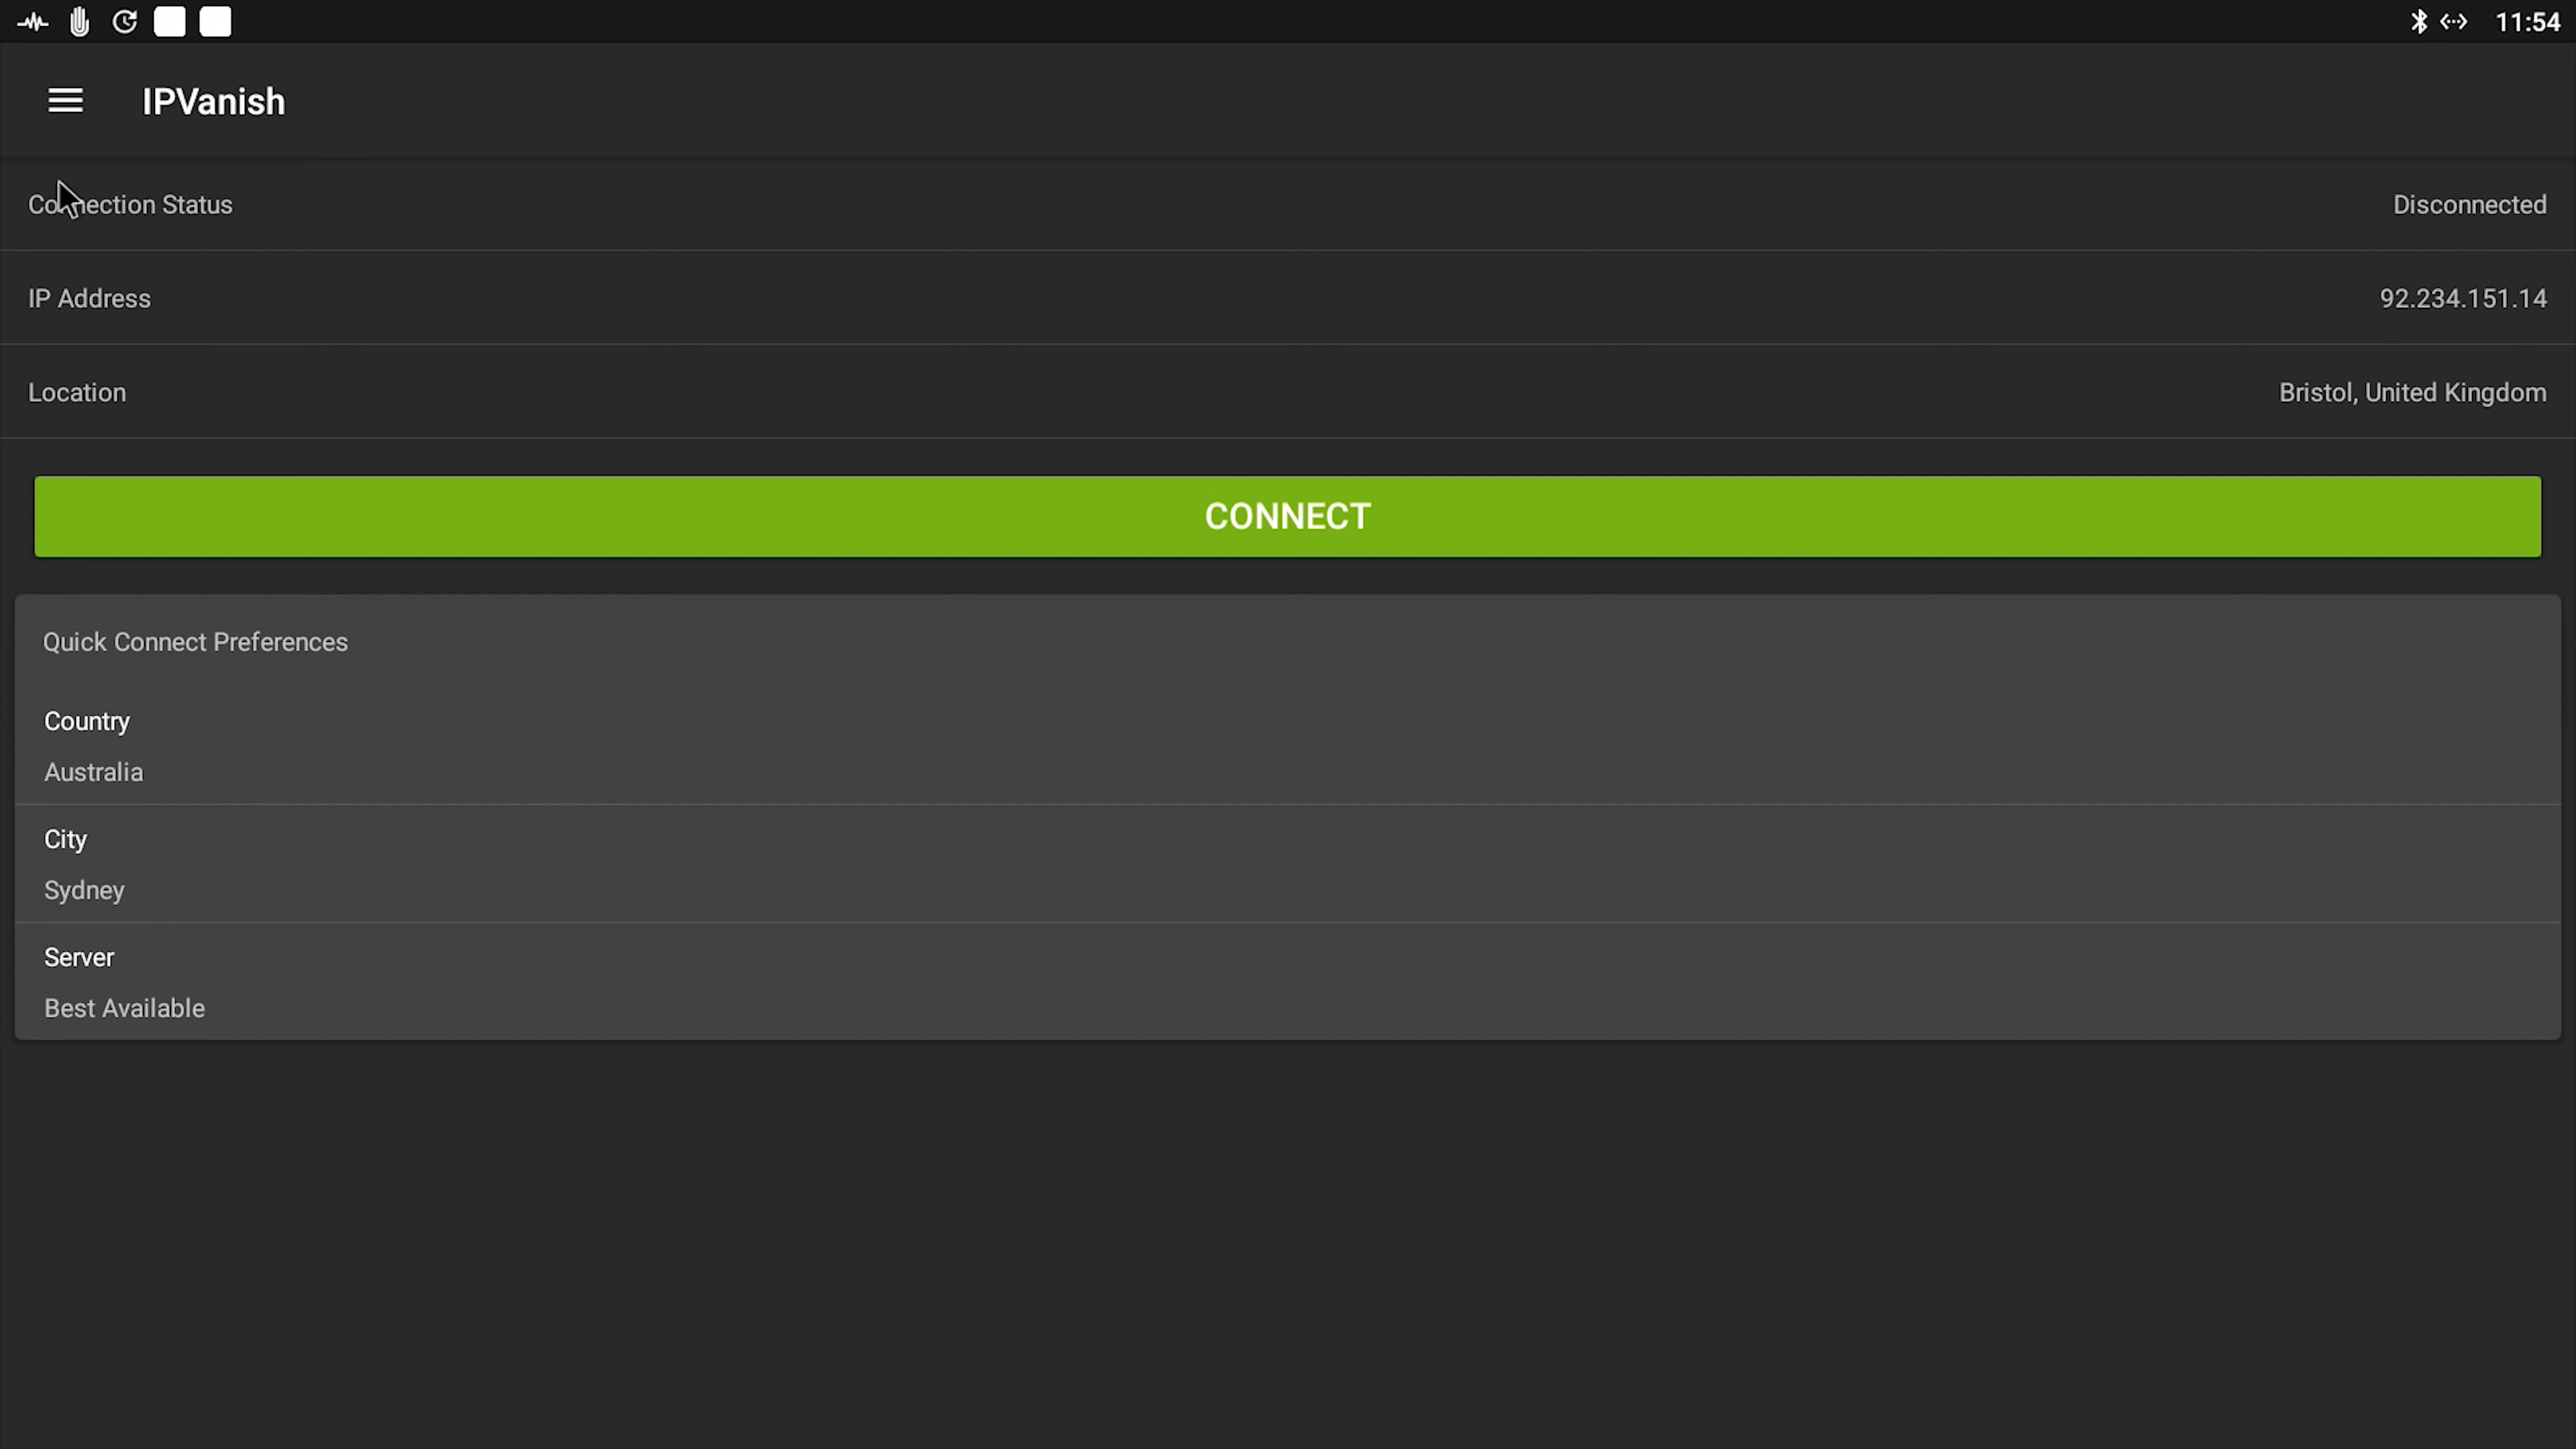 11:54
IPVanish
Connection Status Disconnected
IP Address 92.234.151.14
Location Bristol, United Kingdom
CONNECT
Quick Connect Preferences
Country
Australia
City
Sydney
Server
Best Available